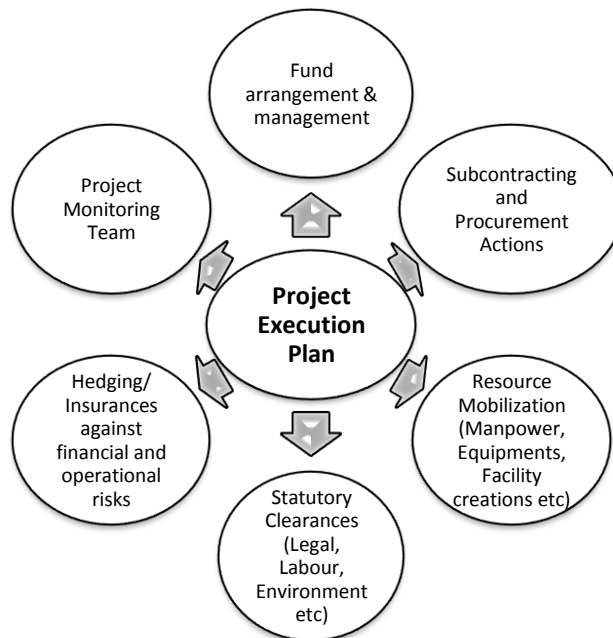 Fund
arrangement &
management
Project
Monitoring
Team
Subcontracting
and
Procurement
Actions
Project
Execution
Plan
Hedging/
Insurances
against
financial and
operational
risks
Resource
Mobilization
(Manpower,
Equipments,
Facility
creations etc)
Statutory
Clearances
(Legal,
Labour,
Environment
etc)